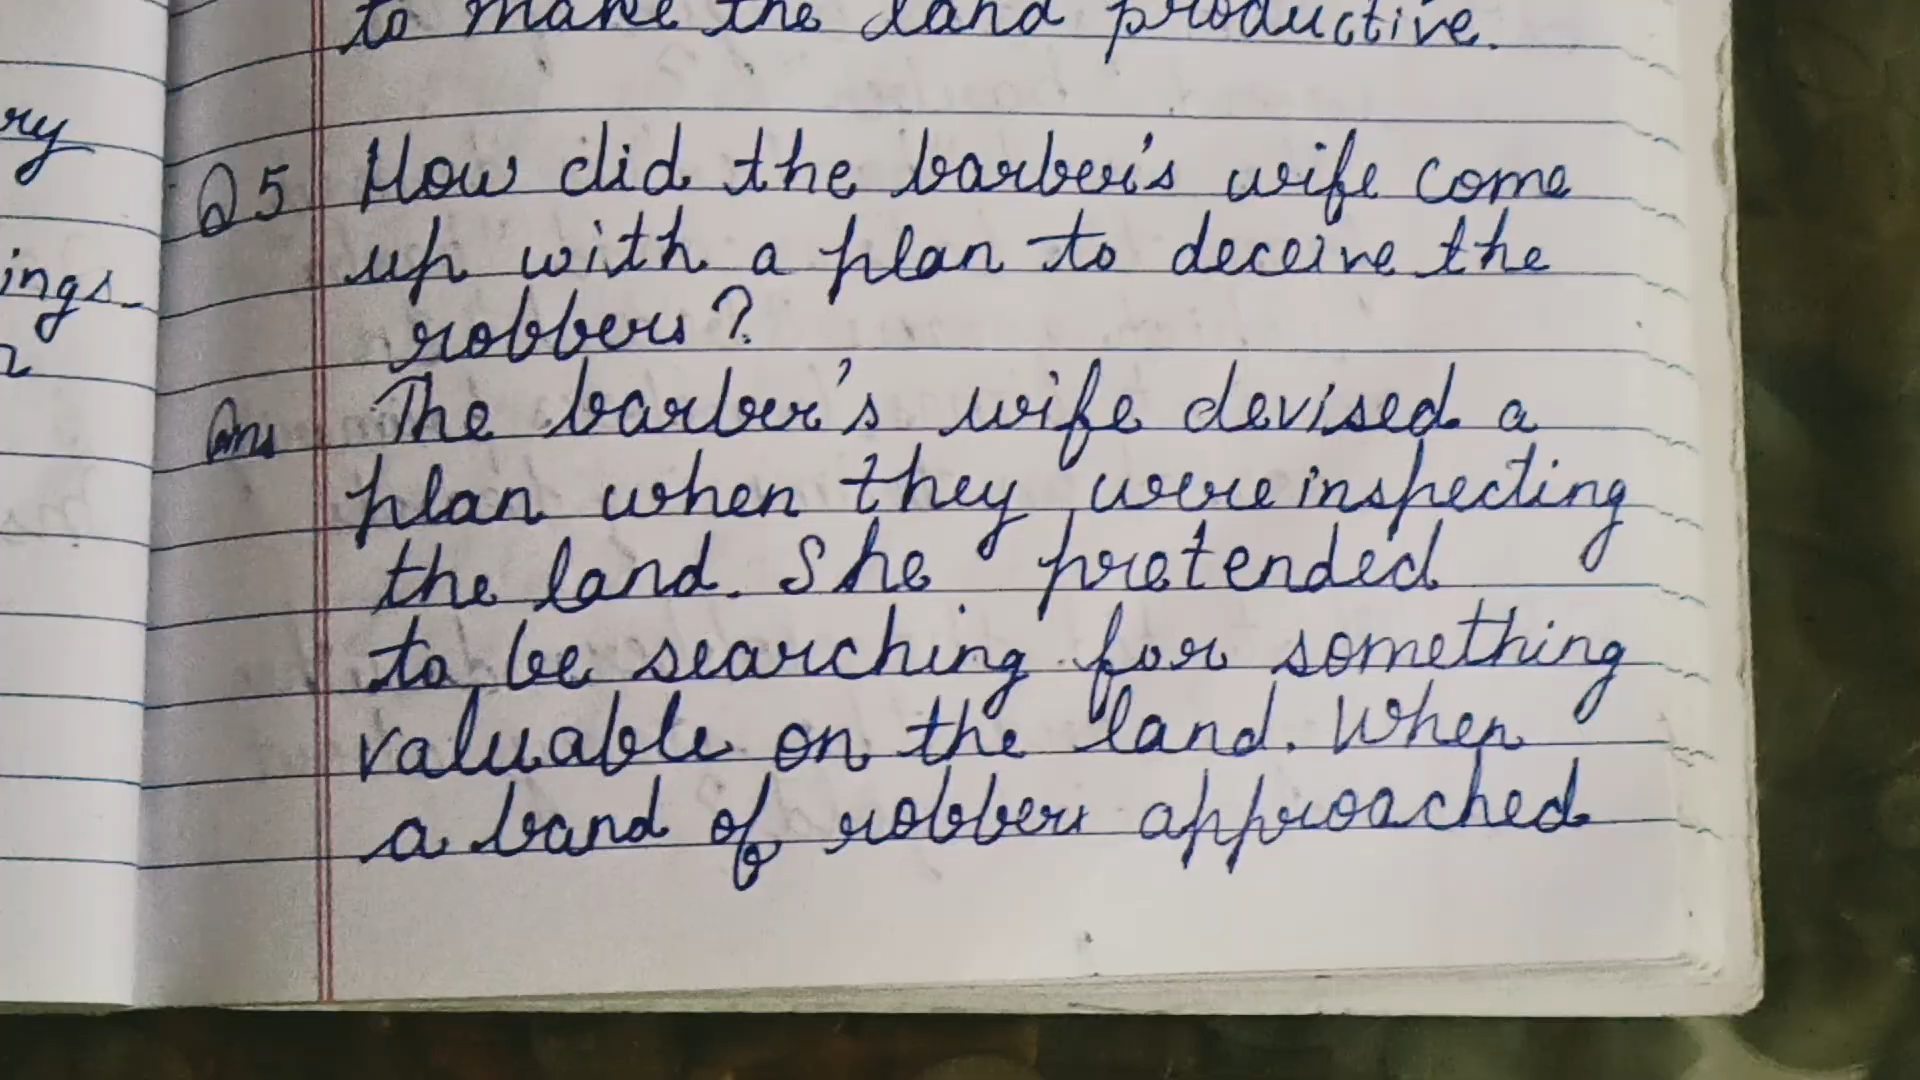 to make the land productive.
ry
ings
Q5 How did the barber's wife come
up with a plan to deceive the
robbers?
Ans The barber's wife devised a
plan when they were inspecting
the land. She pretended
to be searching for something
valuable on the land. When
a band of robbers approached